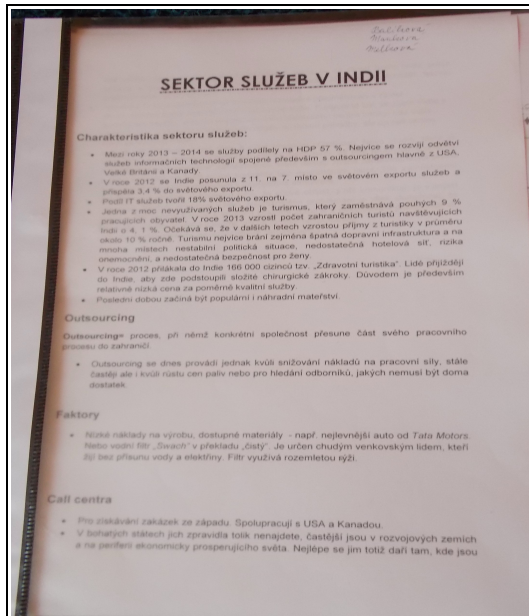 SEKTOR SLUŽEB V INDII
Charakteristika sektoru služeb:
• Mezi roky 2013 – 2014 se služby podílely na HDP 57 %. Nejvíce se rozvíjí odvětví
služeb informačních technologií spojené především s outsourcingem hlavně z USA,
Velké Británií a Kanady.
• V roce 2012 se Indie posunula z 11. na 7. místo ve světovém exportu služeb a
přispěla 3,4 % do světového exportu.
• Podíl IT služeb tvořil 18% světového exportu.
• Jedna z moc nevyužívaných služeb je turismus, který zaměstnává pouhých 9 %
pracujících obyvatel. V roce 2013 vzrostl počet zahraničních turistů navštěvujících
Indii o 4, 1 %. Očekává se, že v dalších letech vzrostou příjmy z turistiky v průměru
okolo 10 % ročně. Turismu nejvíce brání zejména špatná dopravní infrastruktura a na
mnoha místech nestabilní politická situace, nedostatečná hotelová síť, rizika
onemocnění, a nedostatečná bezpečnost pro ženy.
• V roce 2012 přilákala do Indie 166 000 cizinců tzv. „Zdravotní turistika“. Lidé přijíždějí
do Indie, aby zde podstoupili složité chirurgické zákroky. Důvodem je především
relativně nízká cena za poměrně kvalitní služby.
• Poslední dobou začíná být populární i náhradní mateřství.
Outsourcing
Outsourcing= proces, při němž konkrétní společnost přesune část svého pracovního
procesu do zahraničí.
• Outsourcing se dnes provádí jednak kvůli snižování nákladů na pracovní síly, stále
častěji ale i kvůli růstu cen paliv nebo pro hledání odborníků, jakých nemusí být doma
dostatek.
Faktory
• Nízké náklady na výrobu, dostupné materiály - např. nejlevnější auto od Tata Motors.
Nebo vodní filtr „Swach“ v překladu „čistý“. Je určen chudým venkovským lidem, kteří
žijí bez přísunu vody a elektřiny. Filtr využívá rozemletou rýži.
Call centra
• Pro získávání zakázek ze západu. Spolupracují s USA a Kanadou.
• V bohatých státech jich zpravidla tolik nenajdete, častější jsou v rozvojových zemích
a na periferii ekonomicky prosperujícího světa. Nejlépe se jim totiž daří tam, kde jsou